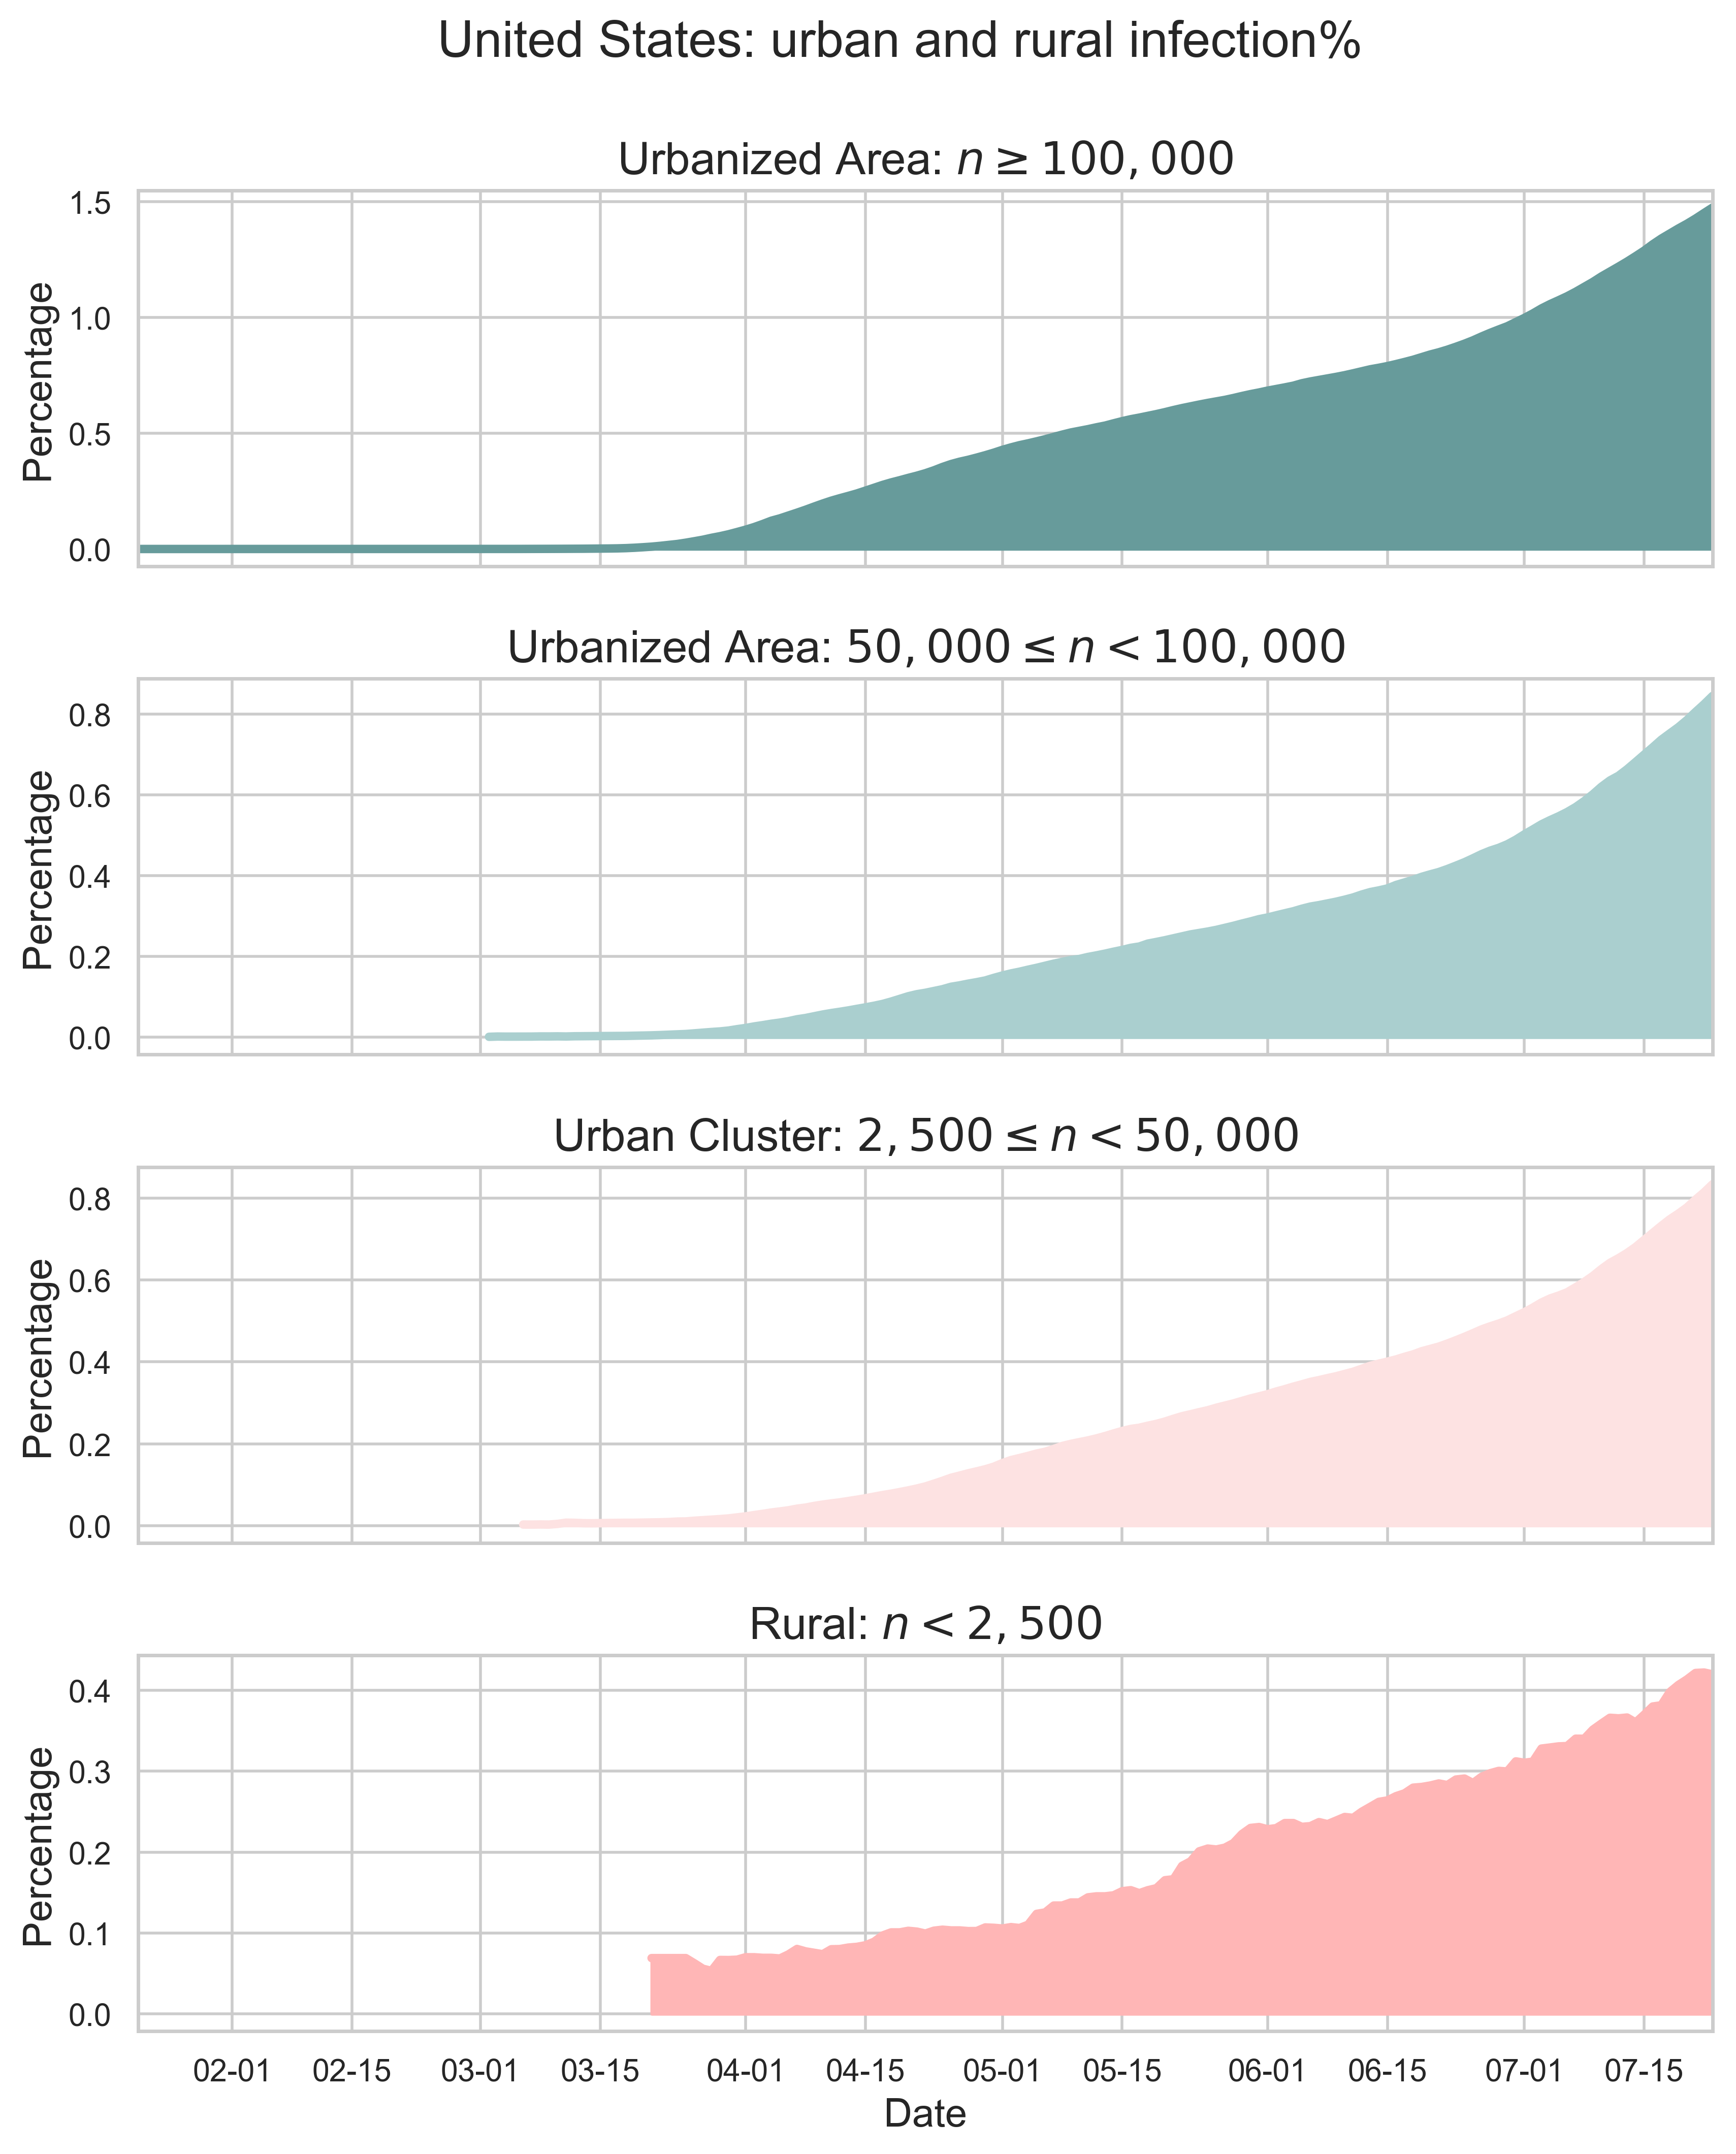 United States: urban and rural infection%
Urbanized Area: n ≥ 100, 000
1.5
1.0
0.5
0.0
Percentage
Urbanized Area: 50, 000 ≤ n < 100, 000
0.8
0.6
0.4
0.2
0.0
Percentage
Urban Cluster: 2, 500 ≤ n < 50, 000
0.8
0.6
0.4
0.2
0.0
Percentage
Rural: n < 2, 500
0.4
0.3
0.2
0.1
0.0
Percentage
02-01 02-15 03-01 03-15 04-01 04-15 05-01 05-15 06-01 06-15 07-01 07-15
Date